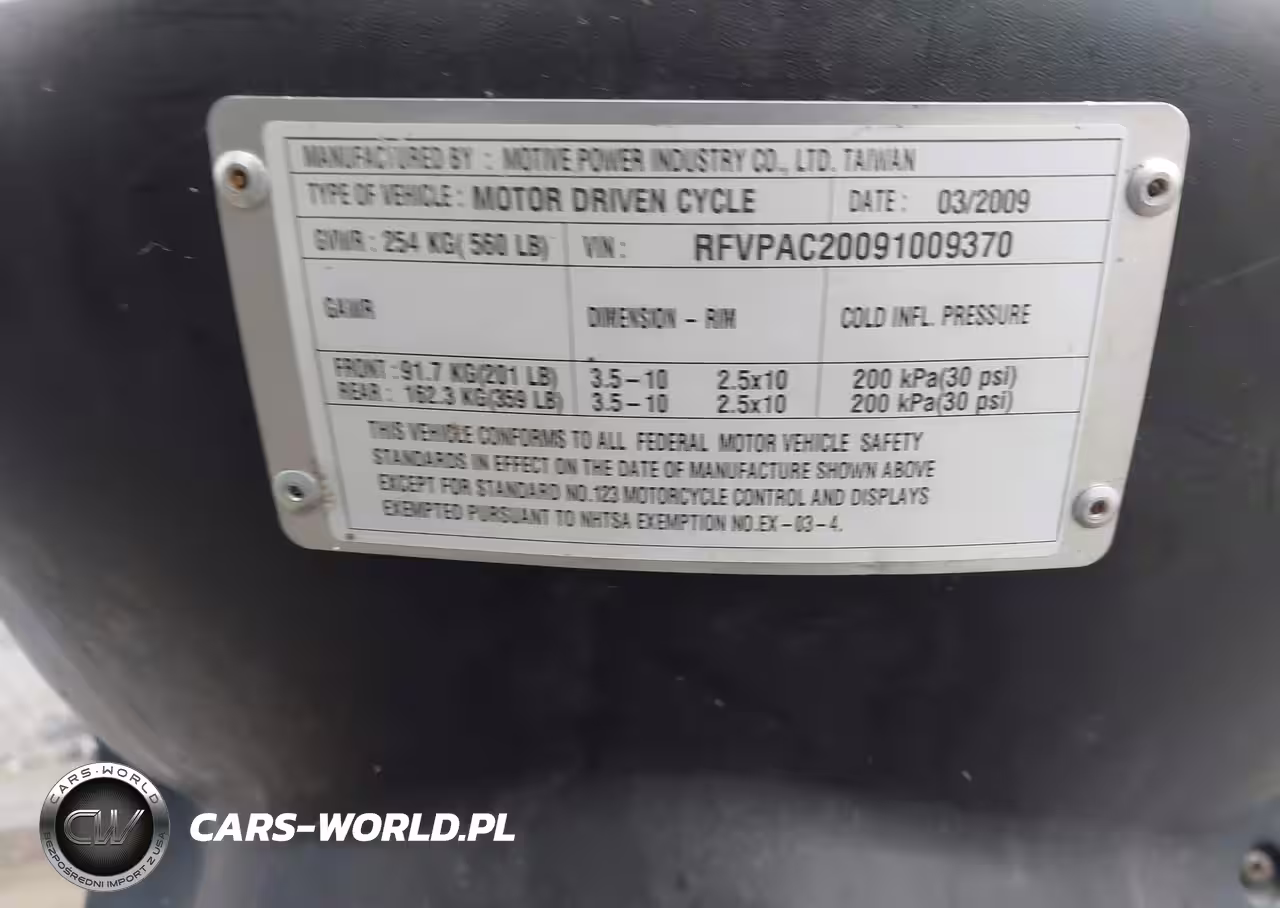 MANUFACTURED BY : MOTIVE POWER INDUSTRY CO., LTD. TAIWAN
TYPE OF VEHICLE : MOTOR DRIVEN CYCLE DATE : 03/2009
GVWR : 254 KG( 560 LB) VIN : RFVPAC20091009370
GAWR DIMENSION - RIM COLD INFL. PRESSURE
FRONT : 91.7 KG(201 LB) 3.5-10 2.5x10 200 kPa(30 psi)
REAR : 162.3 KG(359 LB) 3.5-10 2.5x10 200 kPa(30 psi)
THIS VEHICLE CONFORMS TO ALL FEDERAL MOTOR VEHICLE SAFETY
STANDARDS IN EFFECT ON THE DATE OF MANUFACTURE SHOWN ABOVE
EXCEPT FOR STANDARD NO.123 MOTORCYCLE CONTROL AND DISPLAYS
EXEMPTED PURSUANT TO NHTSA EXEMPTION NO.EX-03-4.
CARS-WORLD
CW
BEZPOŚREDNI IMPORT Z USA
CARS-WORLD.PL